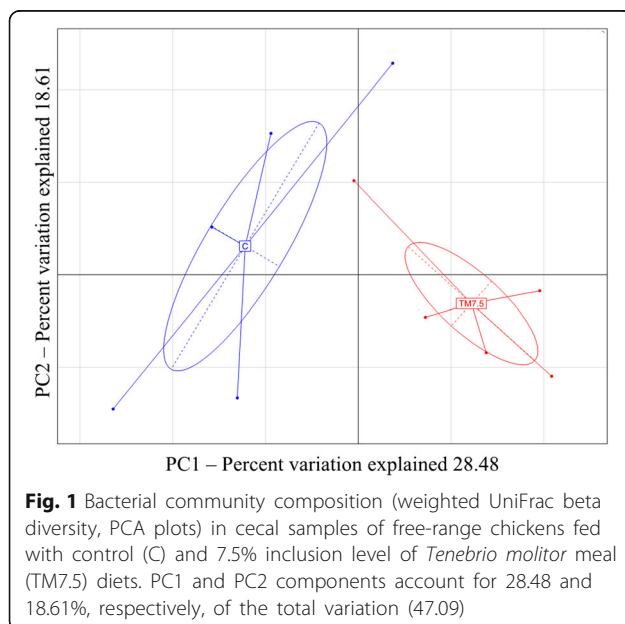 PC2 – Percent variation explained 18.61
C
TM7.5
PC1 – Percent variation explained 28.48
Fig. 1 Bacterial community composition (weighted UniFrac beta
diversity, PCA plots) in cecal samples of free-range chickens fed
with control (C) and 7.5% inclusion level of Tenebrio molitor meal
(TM7.5) diets. PC1 and PC2 components account for 28.48 and
18.61%, respectively, of the total variation (47.09)